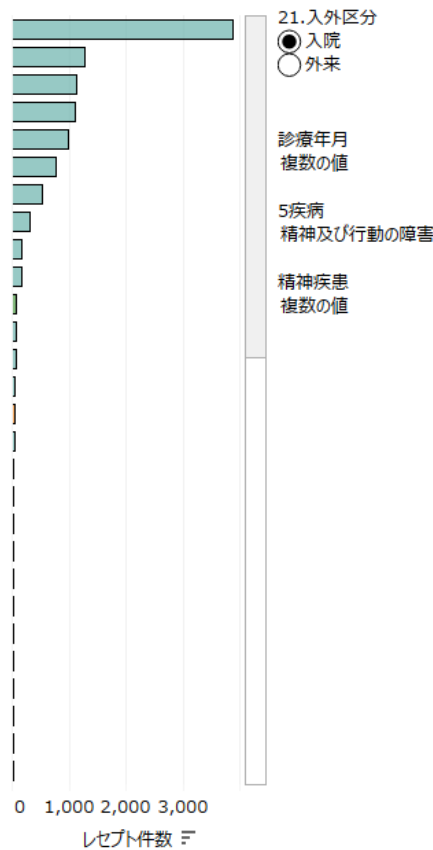 21.入外区分
入院
外来
診療年月
複数の値
5疾病
精神及び行動の障害
精神疾患
複数の値
0 1,000 2,000 3,000
レセプト件数